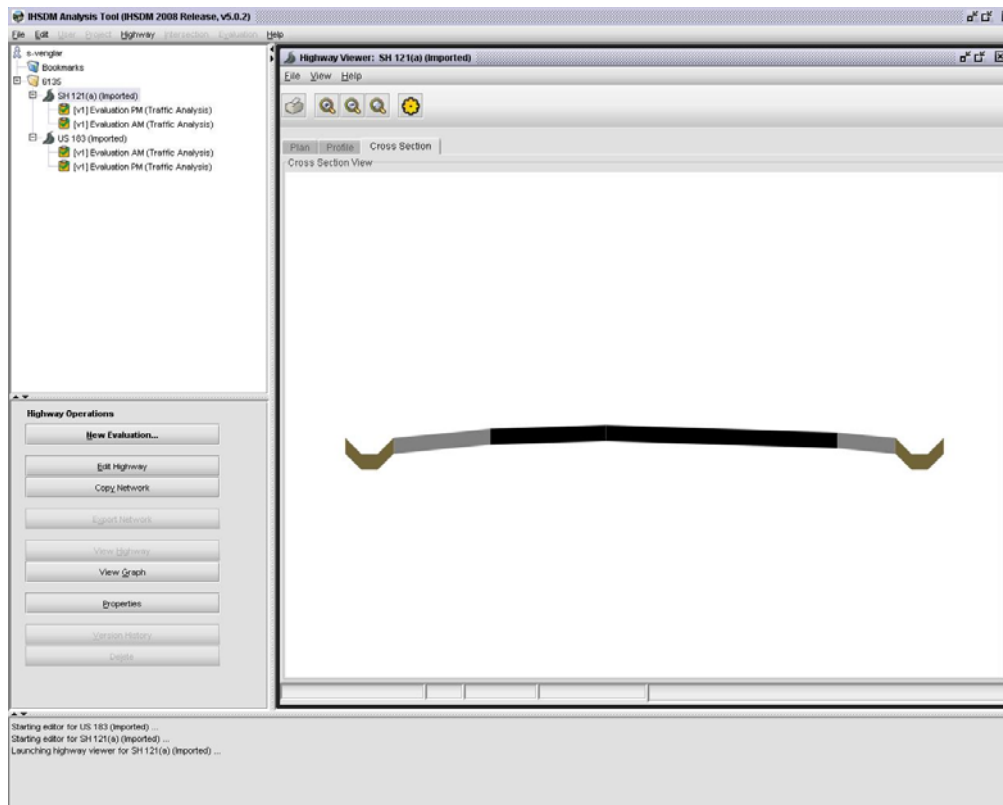 IHSDM Analysis Tool (IHSDM 2008 Release, v5.0.2)
File Edit User Project Highway Intersection Evaluation Help
s-venglar
Bookmarks
6135
SH 121(a) (Imported)
[v1] Evaluation PM (Traffic Analysis)
[v1] Evaluation AM (Traffic Analysis)
US 183 (Imported)
[v1] Evaluation AM (Traffic Analysis)
[v1] Evaluation PM (Traffic Analysis)
Highway Operations
New Evaluation...
Edit Highway
Copy Network
Export Network
View Highway
View Graph
Properties
Version History
Delete
Highway Viewer: SH 121(a) (Imported)
File View Help
Plan Profile Cross Section
Cross Section View
Starting editor for US 183 (Imported) ...
Starting editor for SH 121(a) (Imported) ...
Launching highway viewer for SH 121(a) (Imported) ...